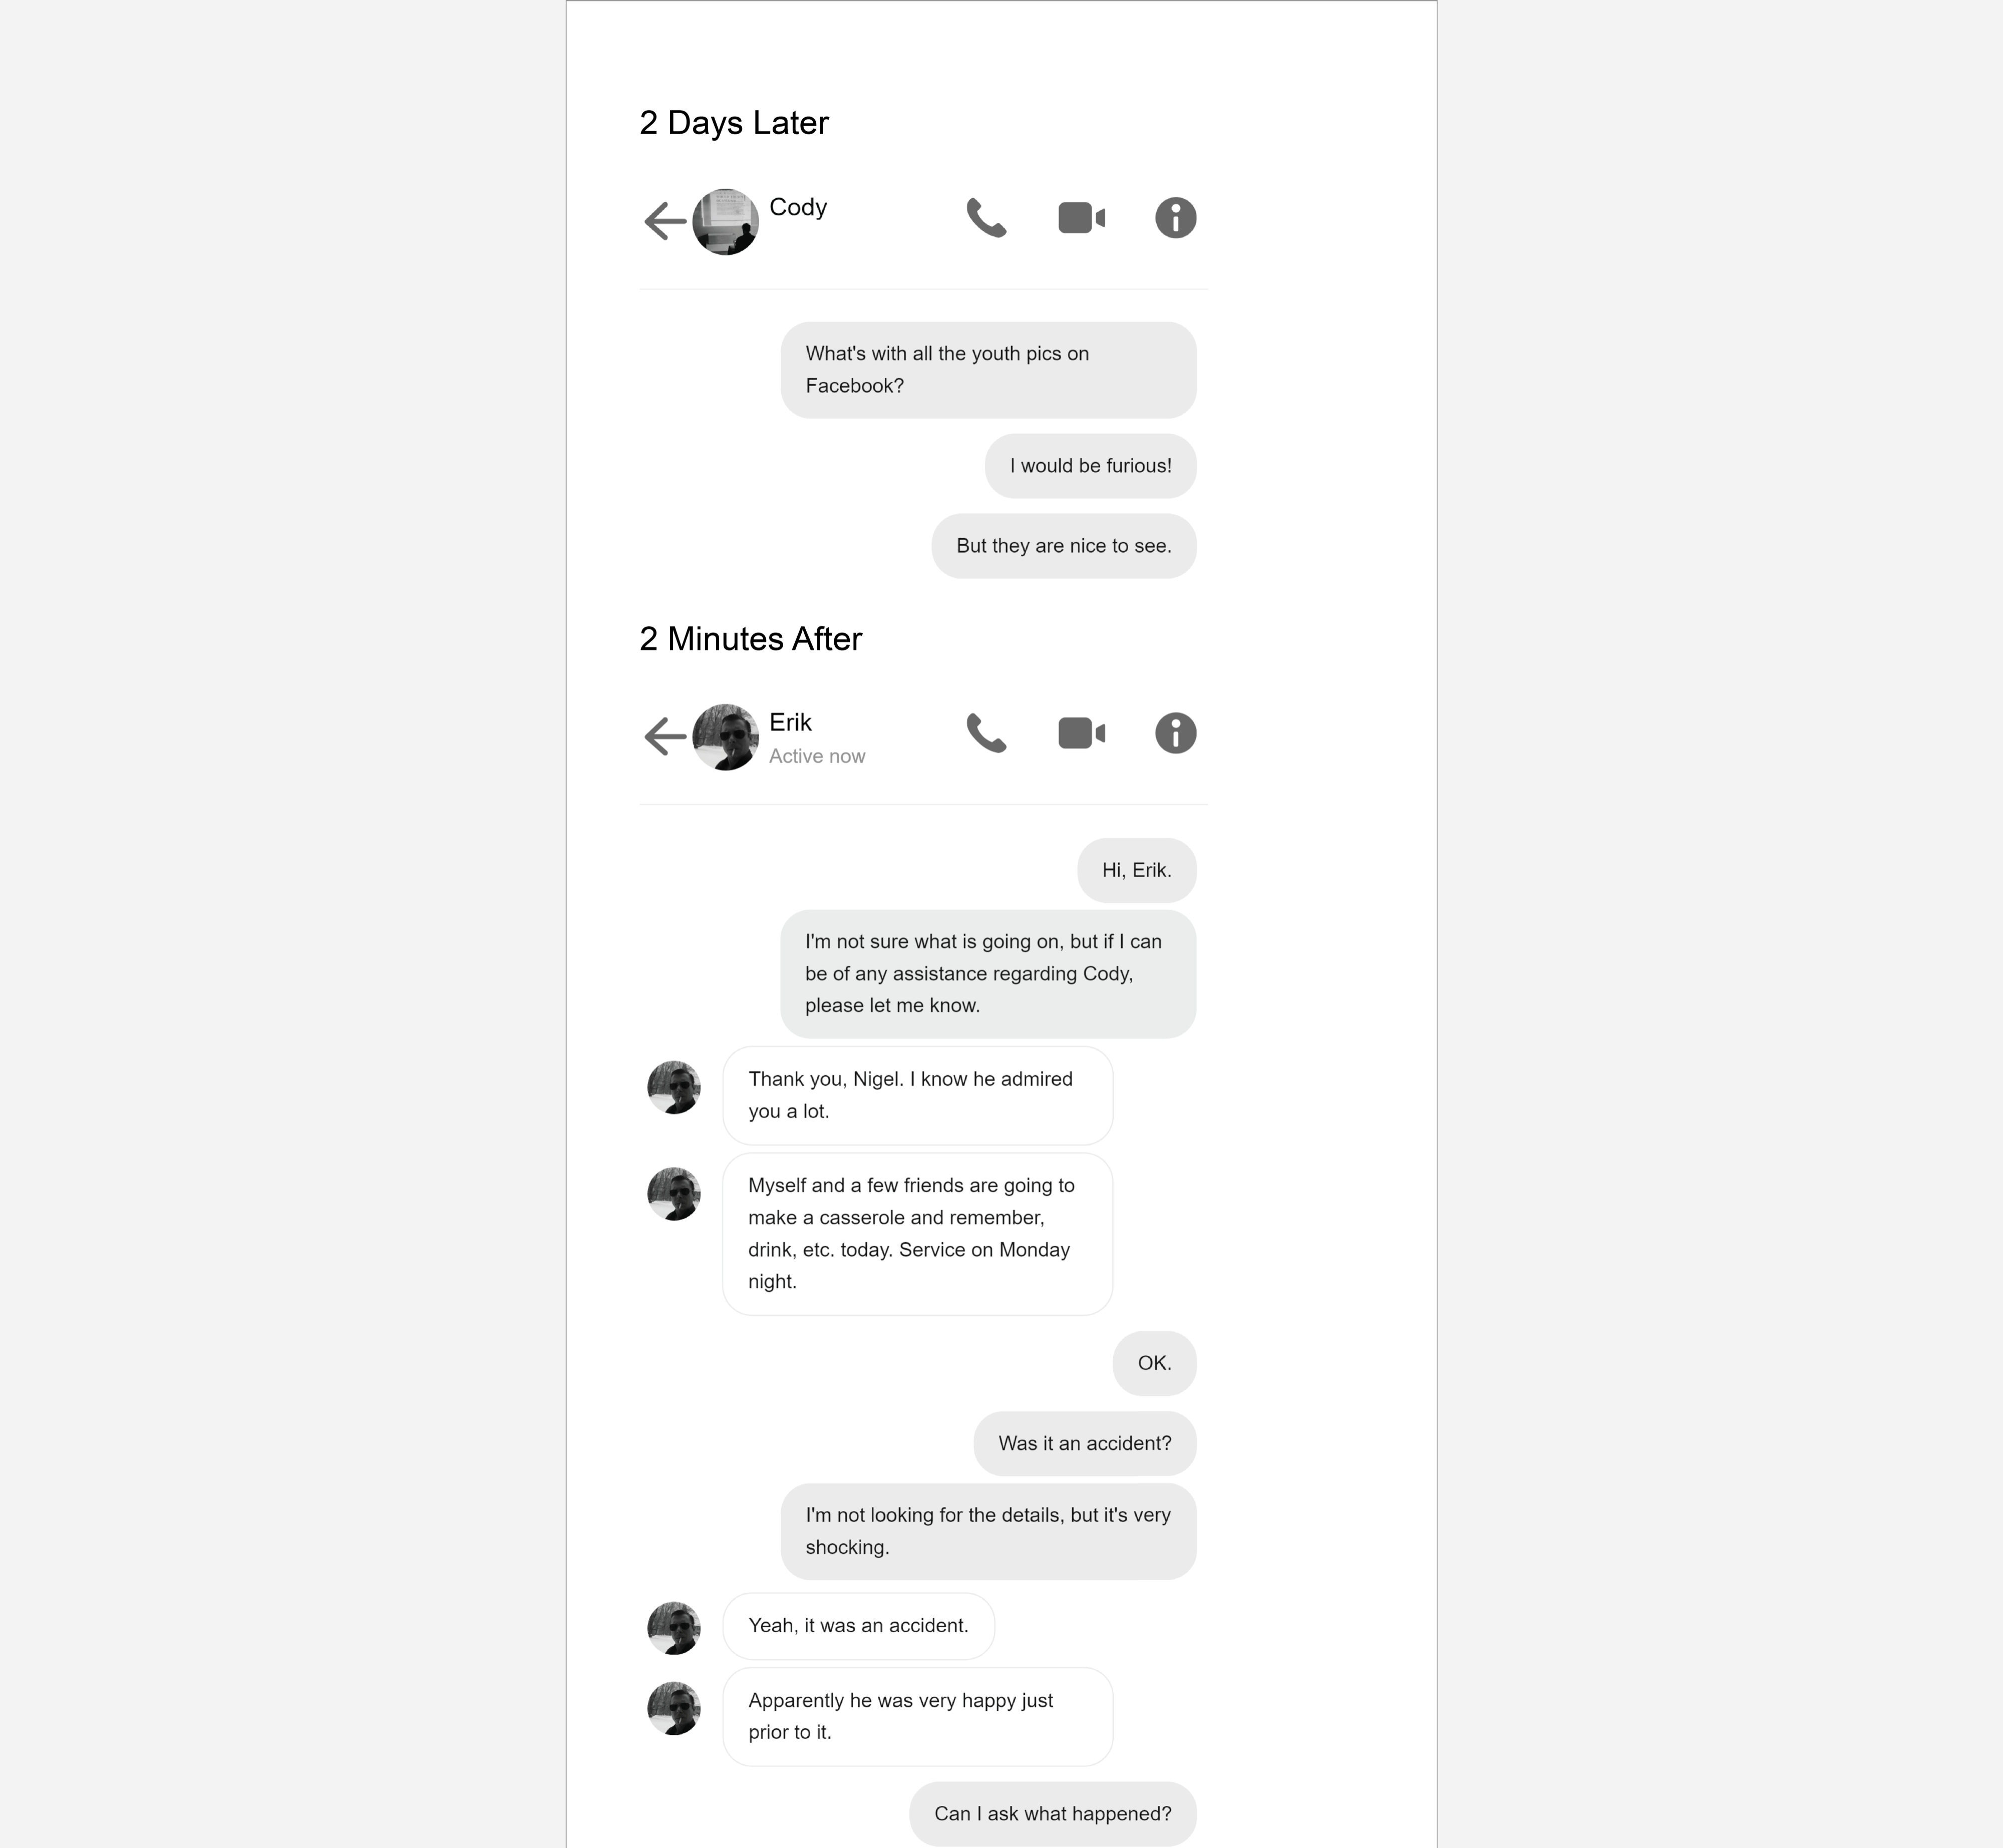 2 Days Later
Cody
What's with all the youth pics on
Facebook?
I would be furious!
But they are nice to see.
2 Minutes After
Erik
Active now
Hi, Erik.
I'm not sure what is going on, but if I can
be of any assistance regarding Cody,
please let me know.
Thank you, Nigel. I know he admired
you a lot.
Myself and a few friends are going to
make a casserole and remember,
drink, etc. today. Service on Monday
night.
OK.
Was it an accident?
I'm not looking for the details, but it's very
shocking.
Yeah, it was an accident.
Apparently he was very happy just
prior to it.
Can I ask what happened?